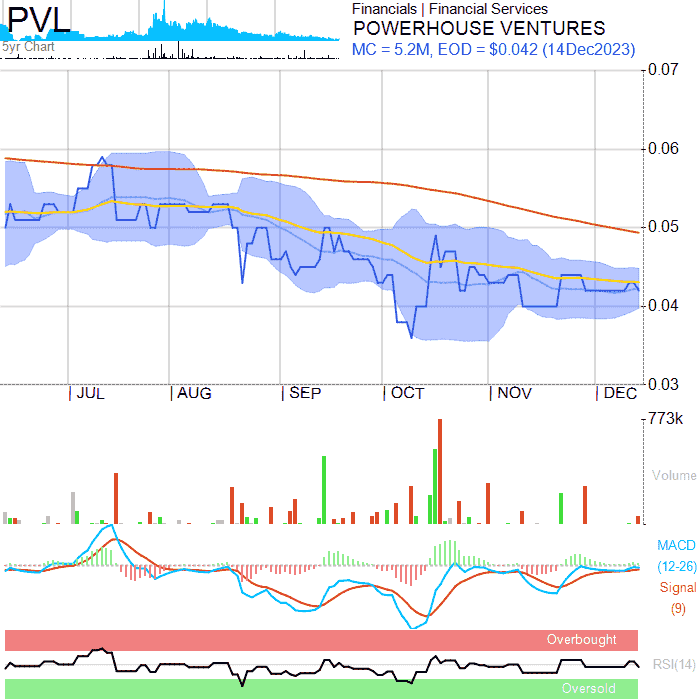 PVL
5yr Chart
Financials | Financial Services
POWERHOUSE VENTURES
MC = 5.2M, EOD = $0.042 (14Dec2023)
0.07
0.06
0.05
0.04
0.03
| JUL | AUG | SEP | OCT | NOV | DEC
773k
Volume
MACD
(12-26)
Signal
(9)
Overbought
RSI(14)
Oversold